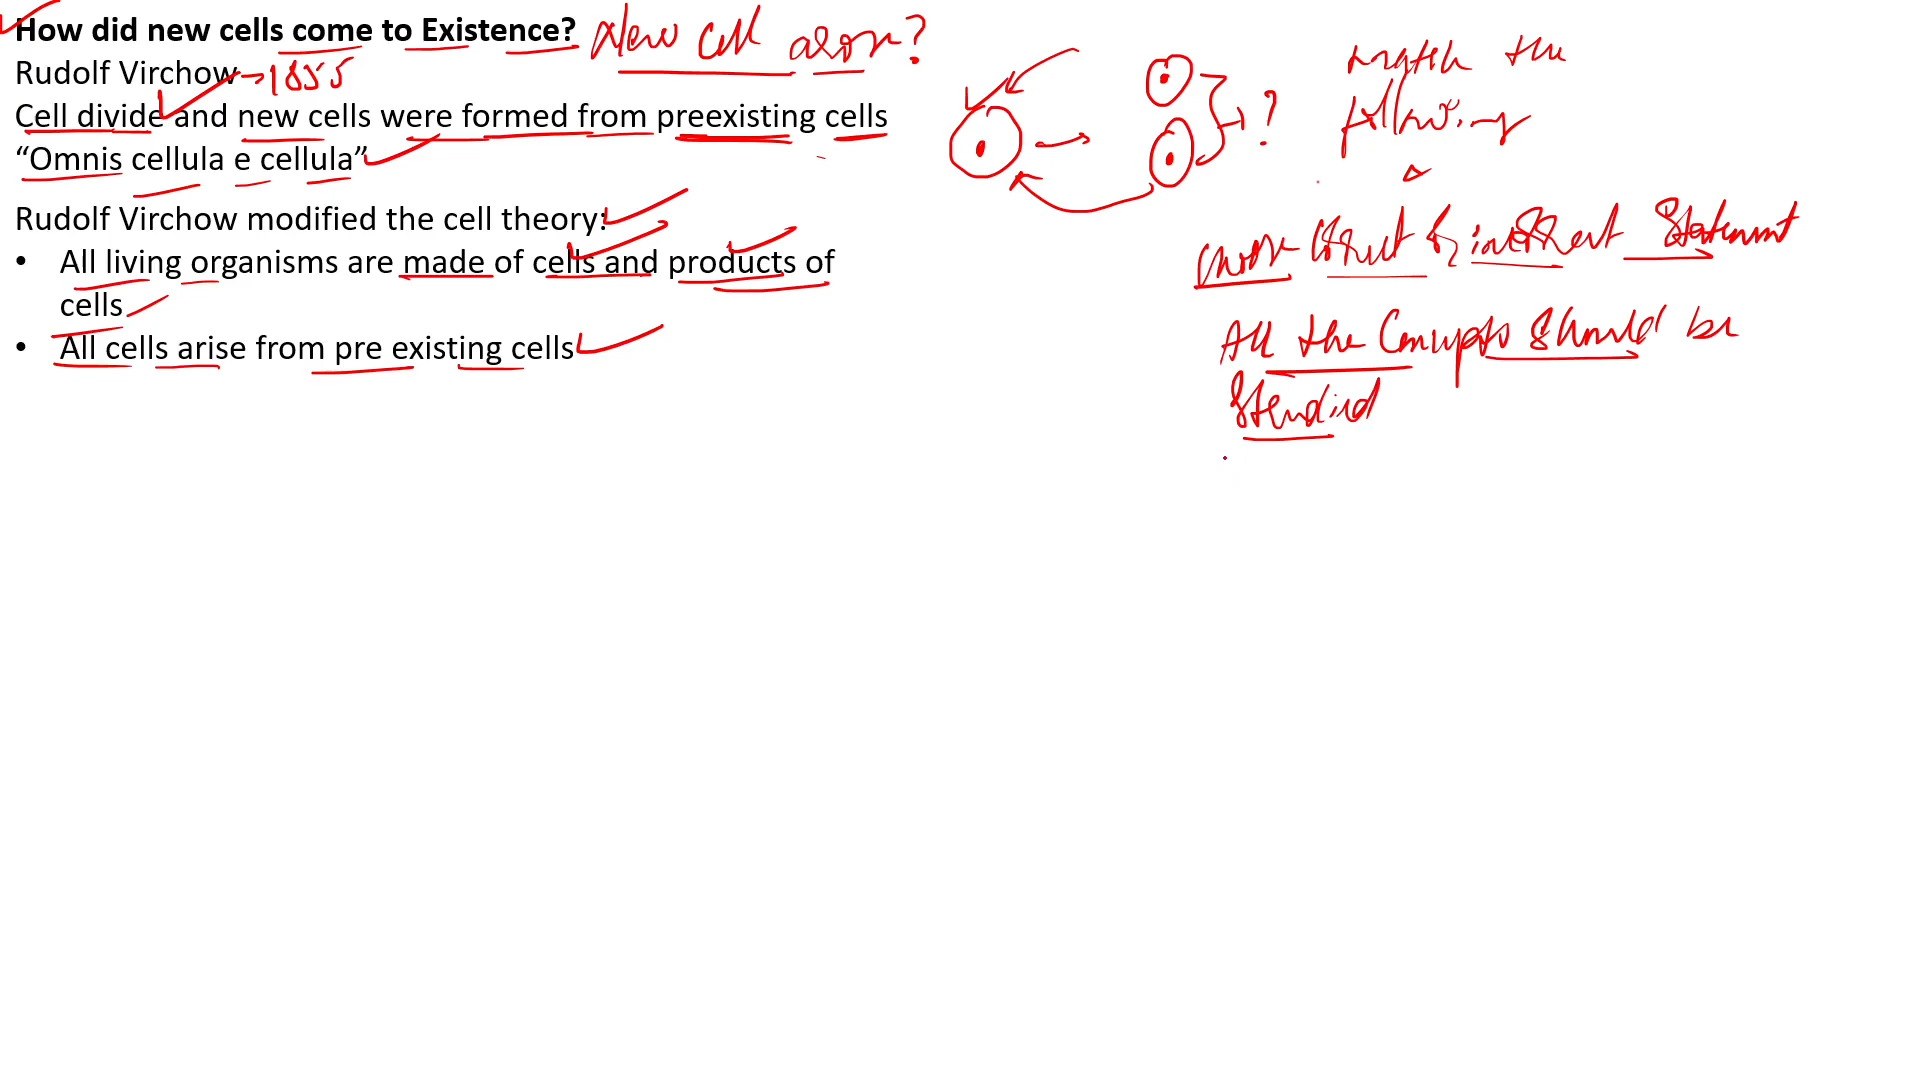 How did new cells come to Existence? New Cell arose?
Rudolf Virchow → 1855
Cell divide and new cells were formed from preexisting cells
“Omnis cellula e cellula”
Rudolf Virchow modified the cell theory:
• All living organisms are made of cells and products of
cells
• All cells arise from pre existing cells
?
match the
following
choose Correct & incorrect Statement
All the Concepts Should be
Studied